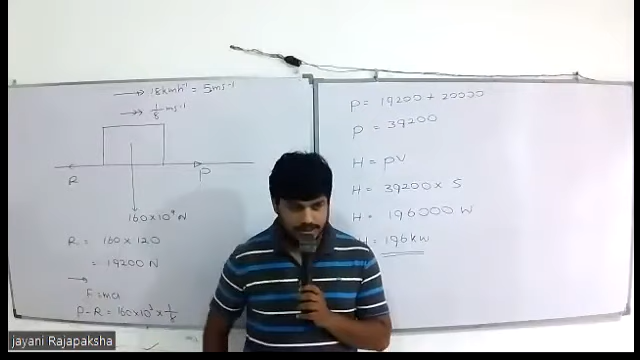 18kmh⁻¹ = 5ms⁻¹
1/8 ms⁻¹
R
P
160×10⁴ N
R = 160 × 120
= 19200 N
F=ma
P-R = 160×10³ × 1/8
P = 19200 + 20000
P = 39200
H = PV
H = 39200 × 5
H = 196000 W
= 196kw
jayani Rajapaksha